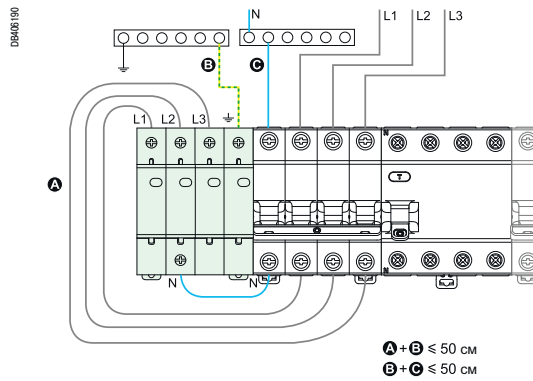 DB406190
N
L1 L2 L3
B
C
L1 L2 L3
N
T
A
N
N N
A + B ⩽ 50 см
B + C ⩽ 50 см